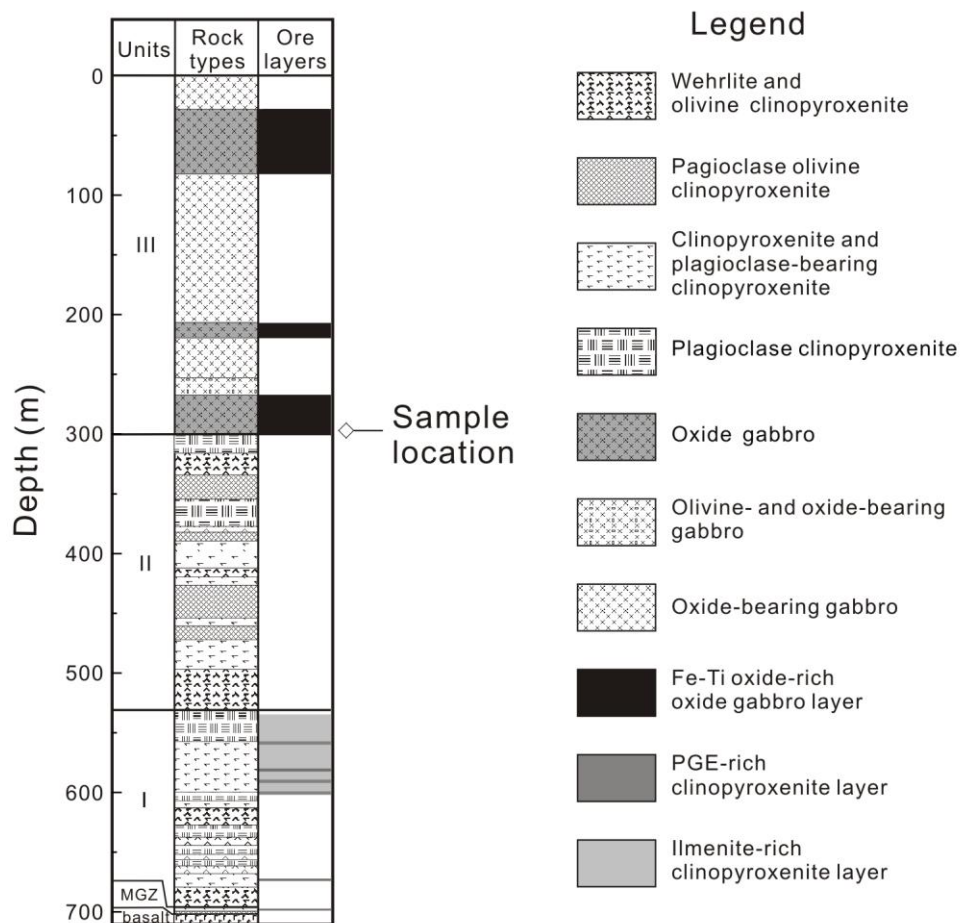 Units
Rock
types
Ore
layers
0
100
200
300
400
500
600
700
Depth (m)
III
II
I
MGZ
basalt
Sample
location
Legend
Wehrlite and
olivine clinopyroxenite
Pagioclase olivine
clinopyroxenite
Clinopyroxenite and
plagioclase-bearing
clinopyroxenite
Plagioclase clinopyroxenite
Oxide gabbro
Olivine- and oxide-bearing
gabbro
Oxide-bearing gabbro
Fe-Ti oxide-rich
oxide gabbro layer
PGE-rich
clinopyroxenite layer
Ilmenite-rich
clinopyroxenite layer